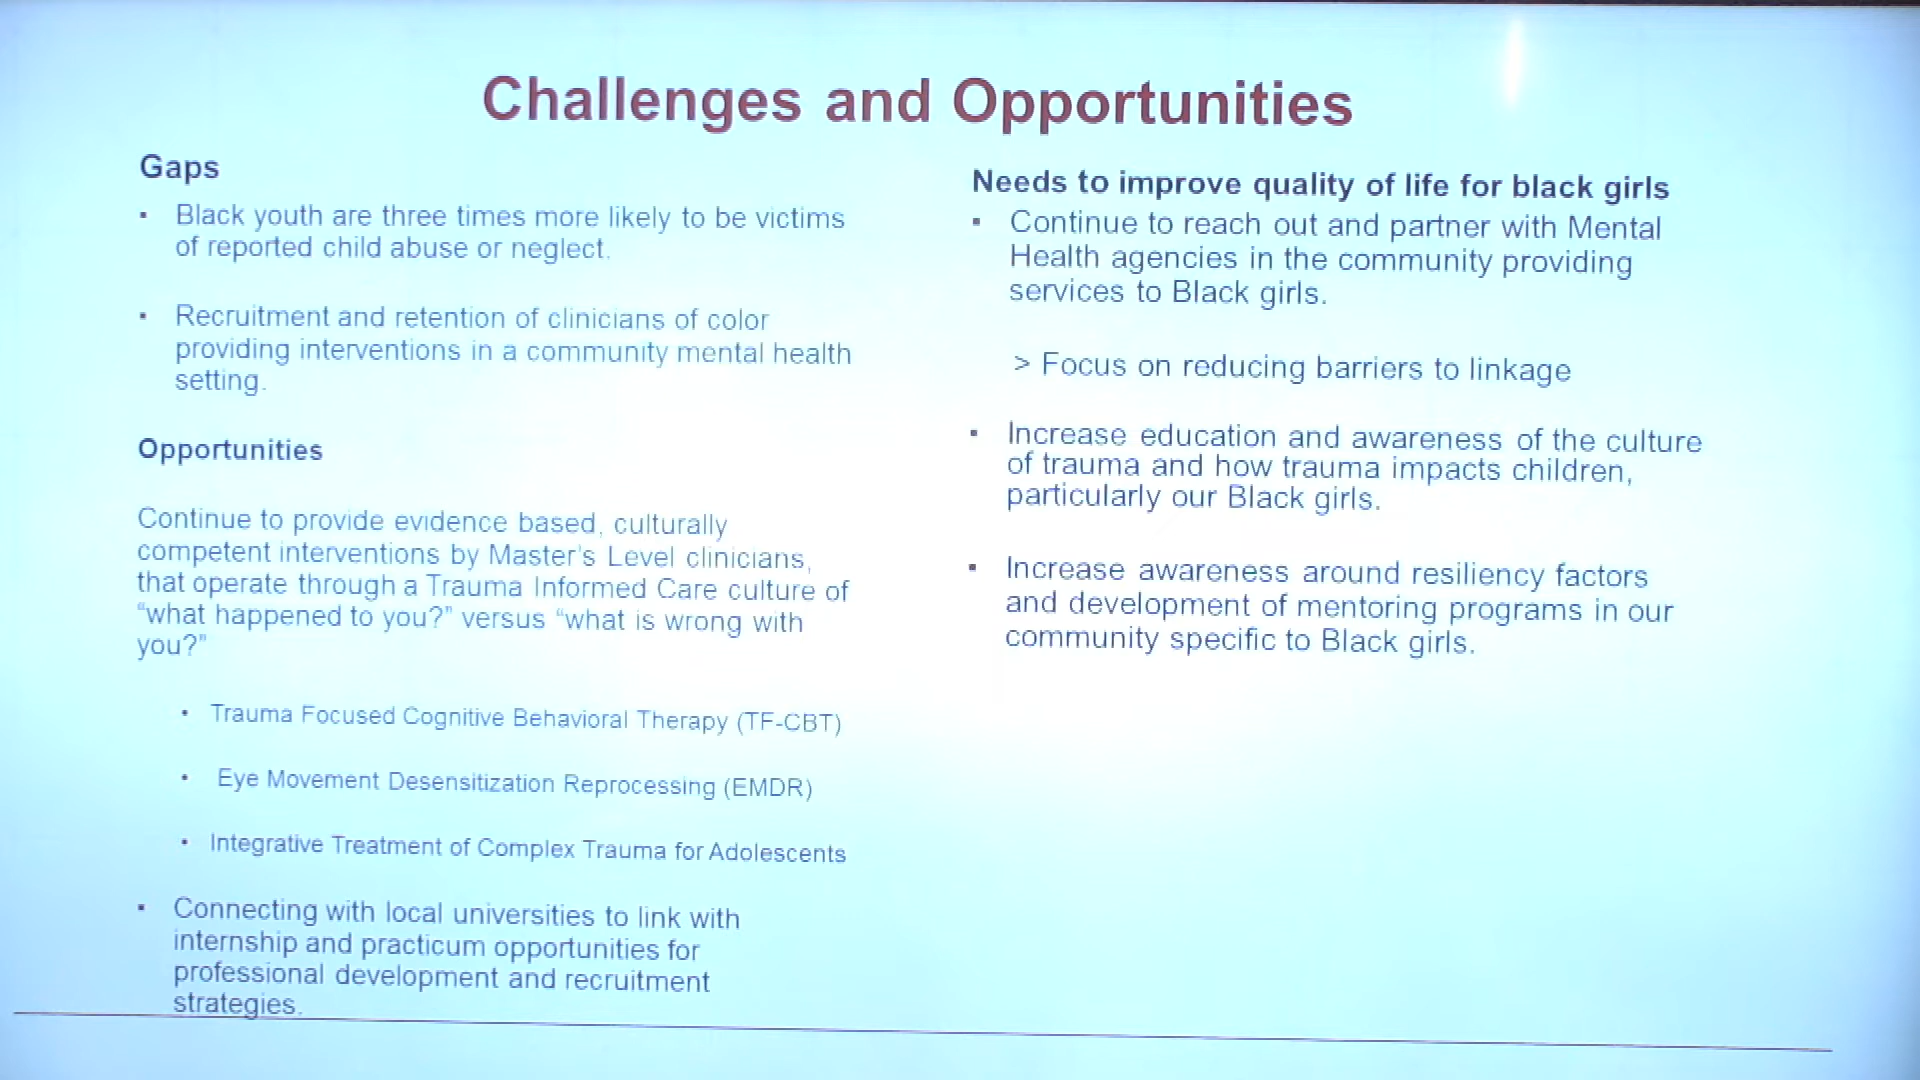 Challenges and Opportunities
Gaps
▪ Black youth are three times more likely to be victims
of reported child abuse or neglect.
▪ Recruitment and retention of clinicians of color
providing interventions in a community mental health
setting.
Opportunities
Continue to provide evidence based, culturally
competent interventions by Master's Level clinicians,
that operate through a Trauma Informed Care culture of
“what happened to you?” versus “what is wrong with
you?”
• Trauma Focused Cognitive Behavioral Therapy (TF-CBT)
• Eye Movement Desensitization Reprocessing (EMDR)
• Integrative Treatment of Complex Trauma for Adolescents
▪ Connecting with local universities to link with
internship and practicum opportunities for
professional development and recruitment
strategies.
Needs to improve quality of life for black girls
▪ Continue to reach out and partner with Mental
Health agencies in the community providing
services to Black girls.
> Focus on reducing barriers to linkage
▪ Increase education and awareness of the culture
of trauma and how trauma impacts children,
particularly our Black girls.
▪ Increase awareness around resiliency factors
and development of mentoring programs in our
community specific to Black girls.